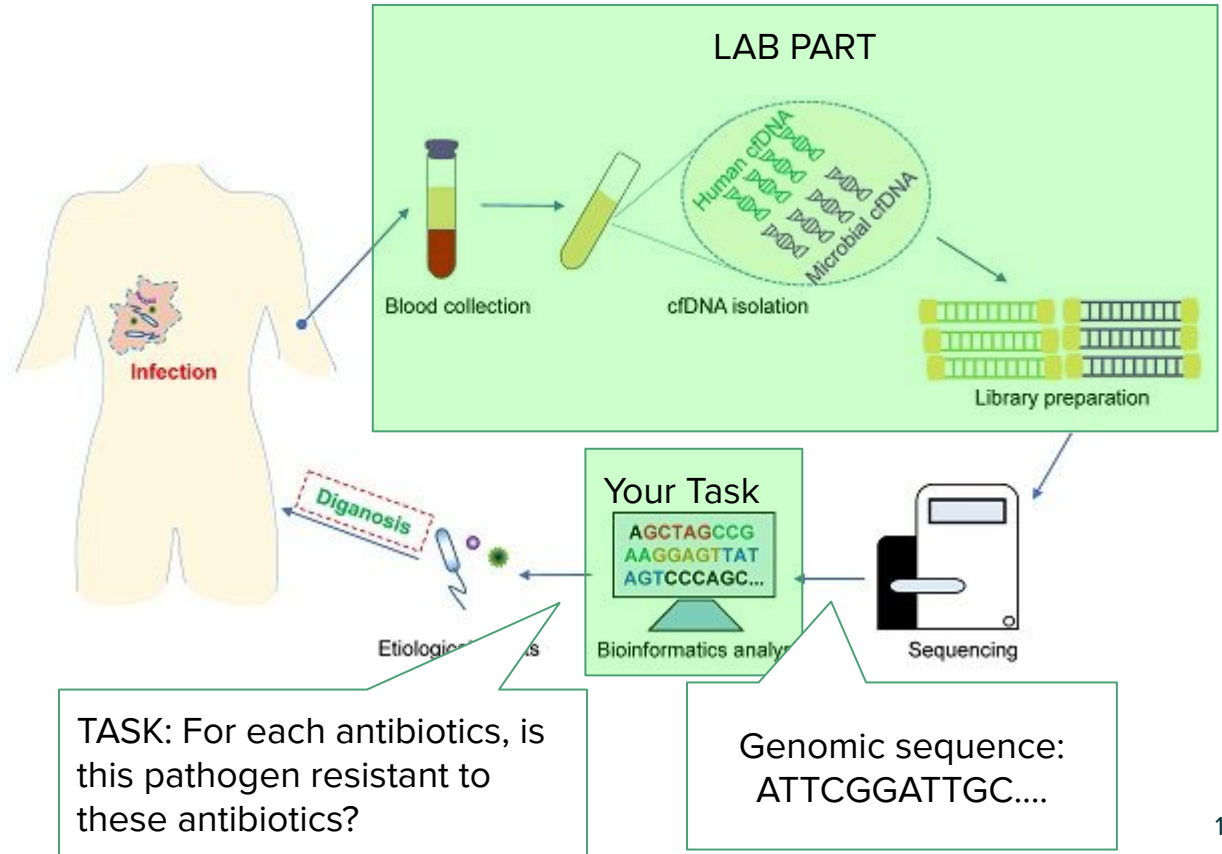 LAB PART
Human cfDNA
Microbial cfDNA
Blood collection
cfDNA isolation
Library preparation
Infection
Diganosis
Your Task
AGCTAGCCG
AAGGAGTTAT
AGTCCCAGC...
Bioinformatics
Sequencing
TASK: For each antibiotics, is
this pathogen resistant to
these antibiotics?
Genomic sequence:
ATTCGGATTGC....
1